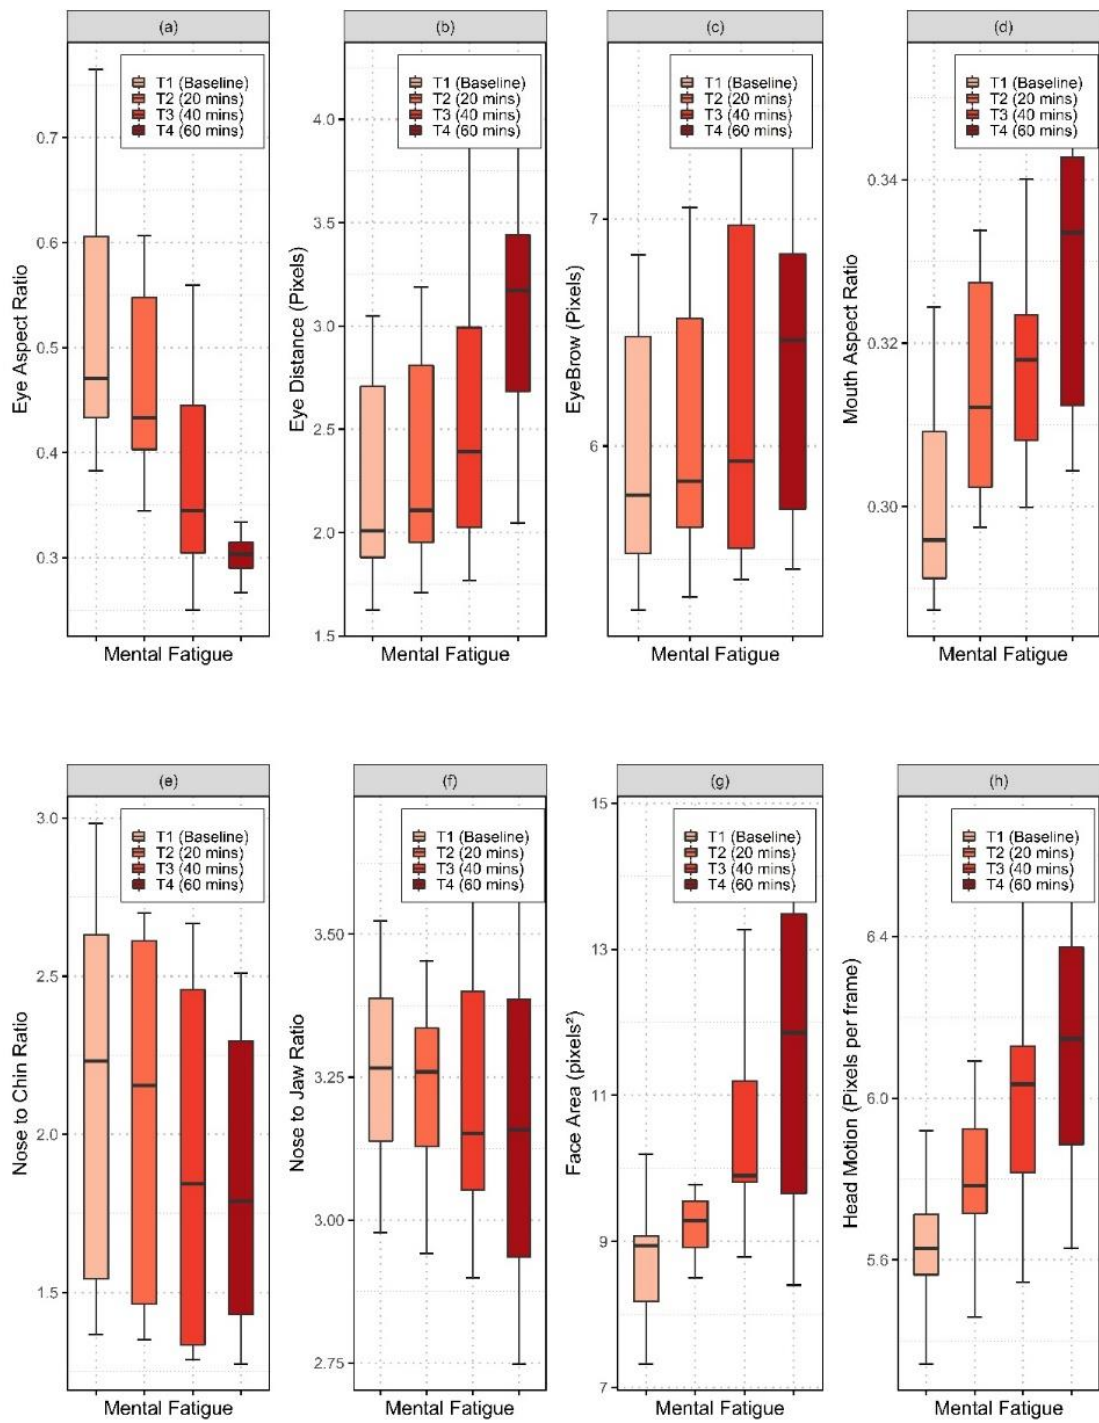 (a)
T1 (Baseline)
T2 (20 mins)
T3 (40 mins)
T4 (60 mins)
0.7
0.6
0.5
0.4
0.3
Eye Aspect Ratio
Mental Fatigue
(b)
T1 (Baseline)
T2 (20 mins)
T3 (40 mins)
T4 (60 mins)
4.0
3.5
3.0
2.5
2.0
1.5
Eye Distance (Pixels)
Mental Fatigue
(c)
T1 (Baseline)
T2 (20 mins)
T3 (40 mins)
T4 (60 mins)
7
6
EyeBrow (Pixels)
Mental Fatigue
(d)
T1 (Baseline)
T2 (20 mins)
T3 (40 mins)
T4 (60 mins)
0.34
0.32
0.30
Mouth Aspect Ratio
Mental Fatigue
(e)
T1 (Baseline)
T2 (20 mins)
T3 (40 mins)
T4 (60 mins)
3.0
2.5
2.0
1.5
Nose to Chin Ratio
Mental Fatigue
(f)
T1 (Baseline)
T2 (20 mins)
T3 (40 mins)
T4 (60 mins)
3.50
3.25
3.00
2.75
Nose to Jaw Ratio
Mental Fatigue
(g)
T1 (Baseline)
T2 (20 mins)
T3 (40 mins)
T4 (60 mins)
15
13
11
9
7
Face Area (pixels²)
Mental Fatigue
(h)
T1 (Baseline)
T2 (20 mins)
T3 (40 mins)
T4 (60 mins)
6.4
6.0
5.6
Head Motion (Pixels per frame)
Mental Fatigue